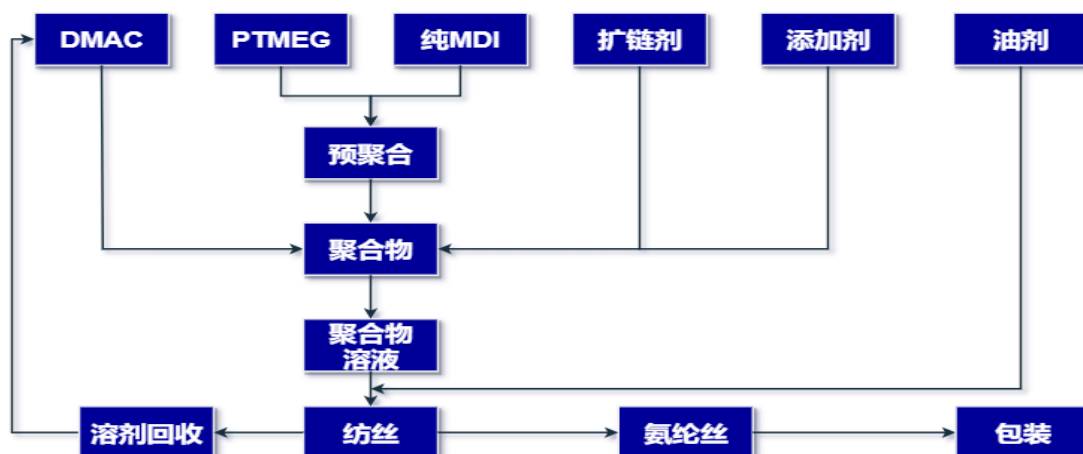 DMAC
PTMEG
纯MDI
扩链剂
添加剂
油剂
预聚合
聚合物
聚合物
溶液
溶剂回收
纺丝
氨纶丝
包装